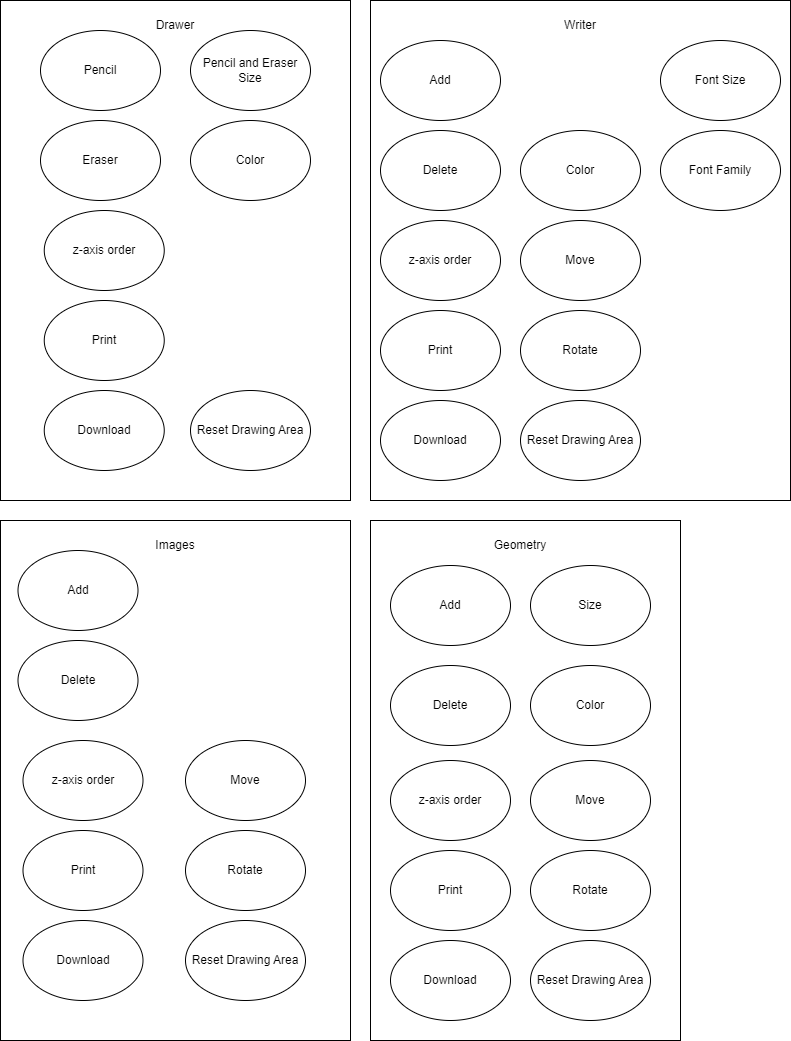 Drawer
Pencil
Pencil and Eraser
Size
Eraser
Color
z-axis order
Print
Download
Reset Drawing Area
Writer
Add
Font Size
Delete
Color
Font Family
z-axis order
Move
Print
Rotate
Download
Reset Drawing Area
Images
Add
Delete
z-axis order
Move
Print
Rotate
Download
Reset Drawing Area
Geometry
Add
Size
Delete
Color
z-axis order
Move
Print
Rotate
Download
Reset Drawing Area